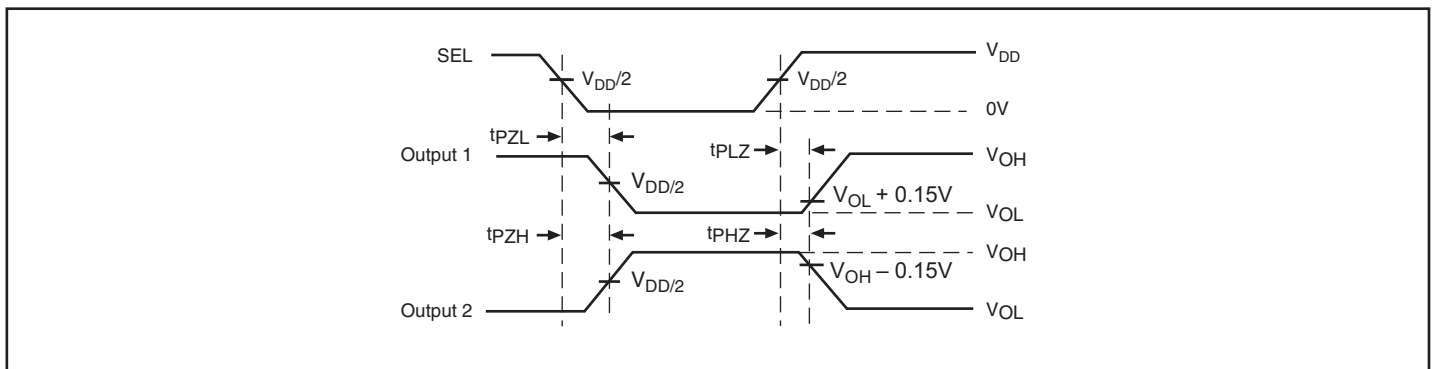 SEL
VDD
VDD/2
VDD/2
0V
tPZL
tPLZ
Output 1
VOH
VDD/2
VOL + 0.15V
VOL
tPZH
tPHZ
VOH
VOH – 0.15V
VDD/2
Output 2
VOL